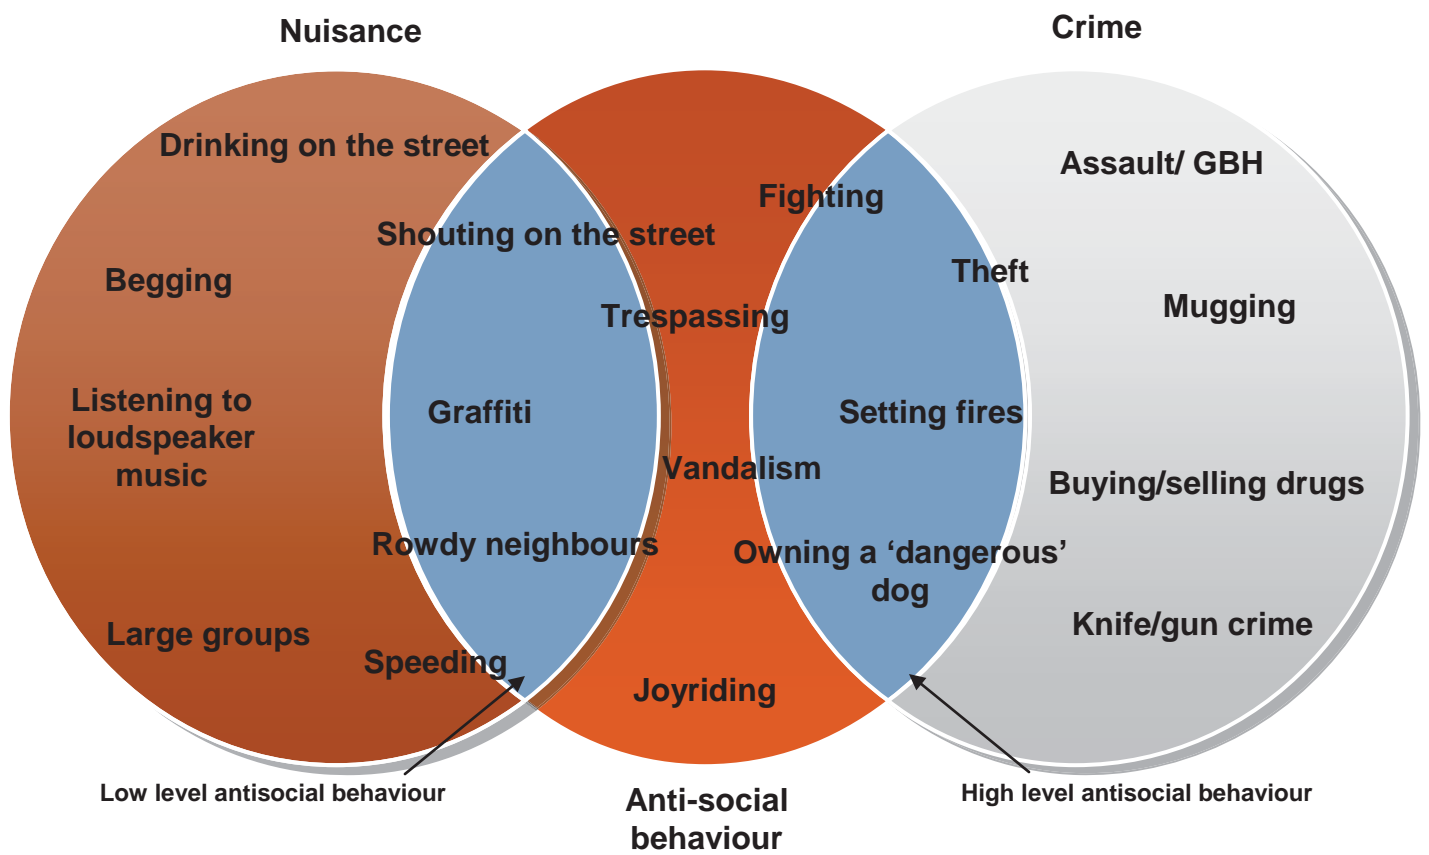 Nuisance
Crime
Drinking on the street
Assault/ GBH
Fighting
Shouting on the street
Theft
Begging
Mugging
Trespassing
Listening to
loudspeaker
music
Graffiti
Setting fires
Vandalism
Buying/selling drugs
Rowdy neighbours
Owning a ‘dangerous’
dog
Large groups
Knife/gun crime
Speeding
Joyriding
Low level antisocial behaviour
High level antisocial behaviour
Anti-social
behaviour